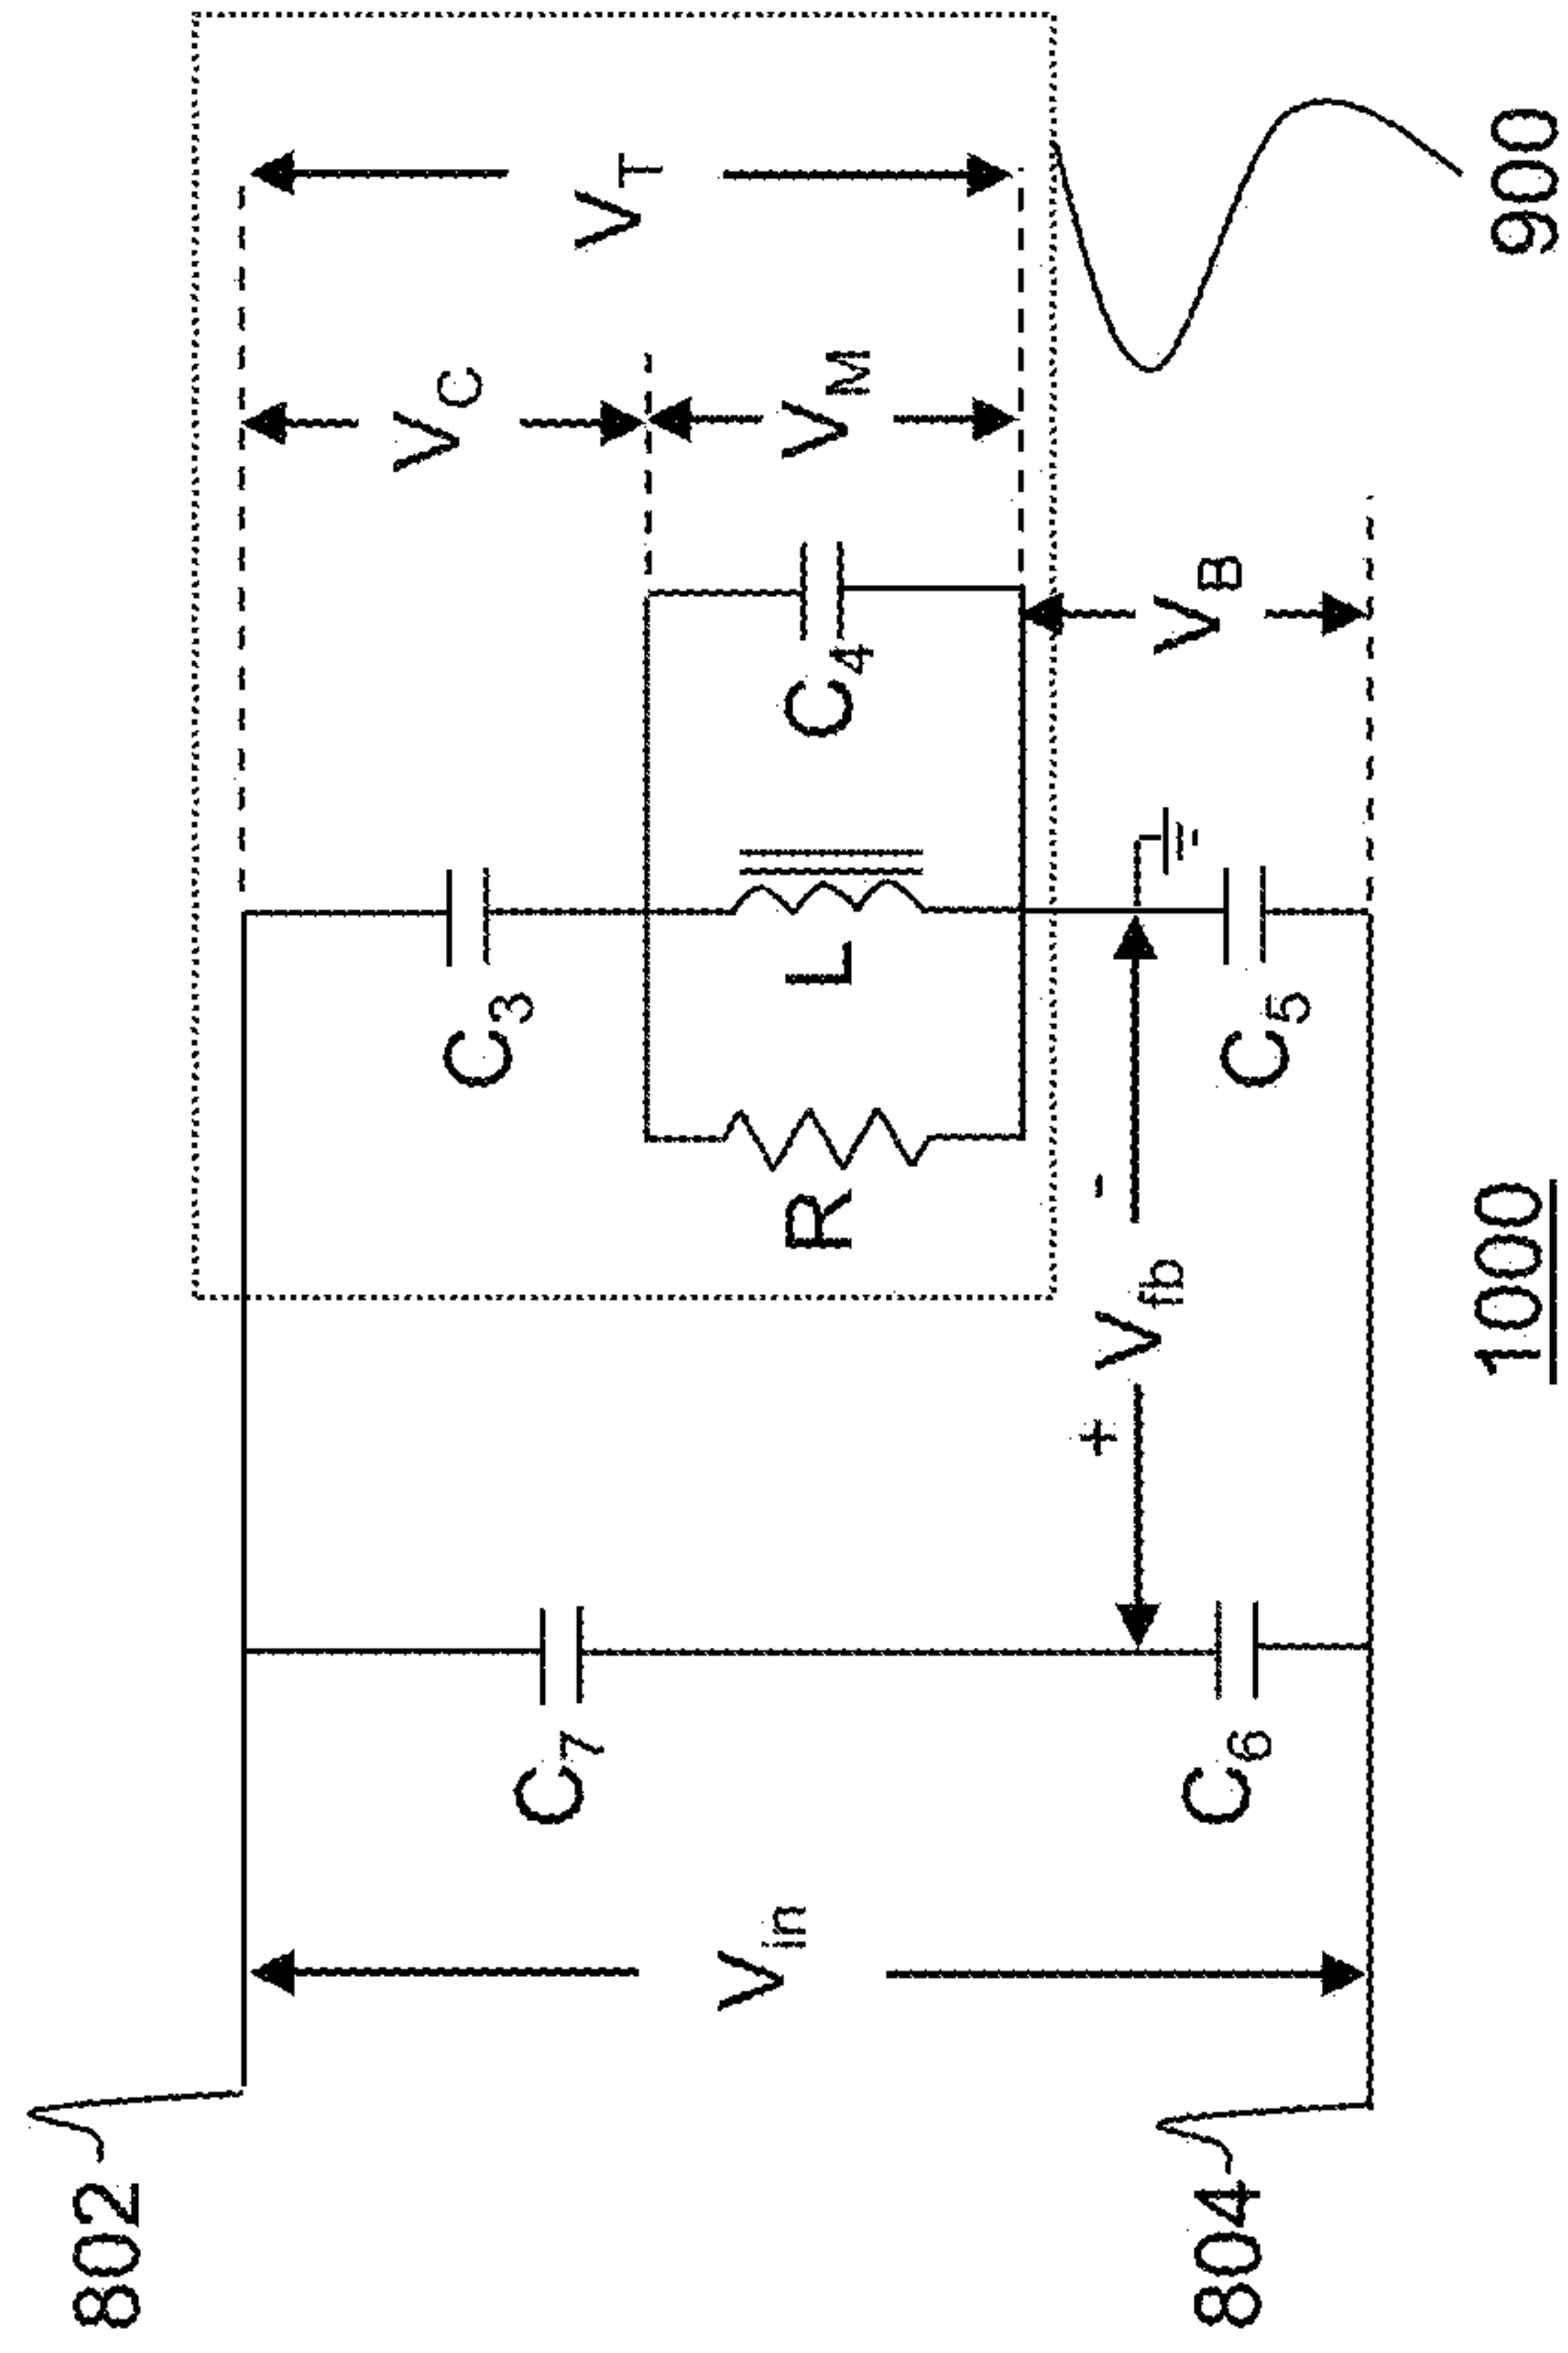 802
V_in
C_7
C_6
804
+ V_fb -
C_3
R
L
C_4
C_5
V_C
V_M
V_T
V_B
900
1000